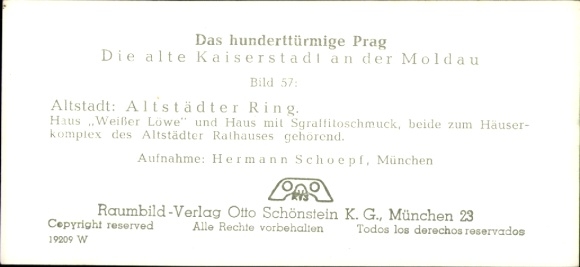 Das hunderttürmige Prag
Die alte Kaiserstadt an der Moldau
Bild 57:
Altstadt: Altstädter Ring.
Haus „Weißer Löwe" und Haus mit Sgraffitoschmuck, beide zum Häuser-
komplex des Altstädter Rathauses gehörend.
Aufnahme: Hermann Schoepf, München
RVS
Raumbild-Verlag Otto Schönstein K. G., München 23
Copyright reserved Alle Rechte vorbehalten Todos los derechos reservados
19209 W